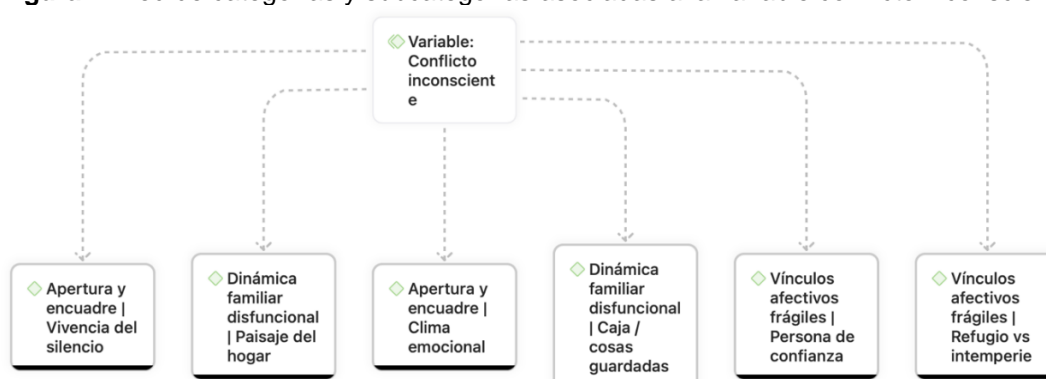 Variable:
Conflicto
inconscient
e
Apertura y
encuadre |
Vivencia del
silencio
Dinámica
familiar
disfuncional
| Paisaje del
hogar
Apertura y
encuadre |
Clima
emocional
Dinámica
familiar
disfuncional
| Caja /
cosas
guardadas
Vínculos
afectivos
frágiles |
Persona de
confianza
Vínculos
afectivos
frágiles |
Refugio vs
intemperie